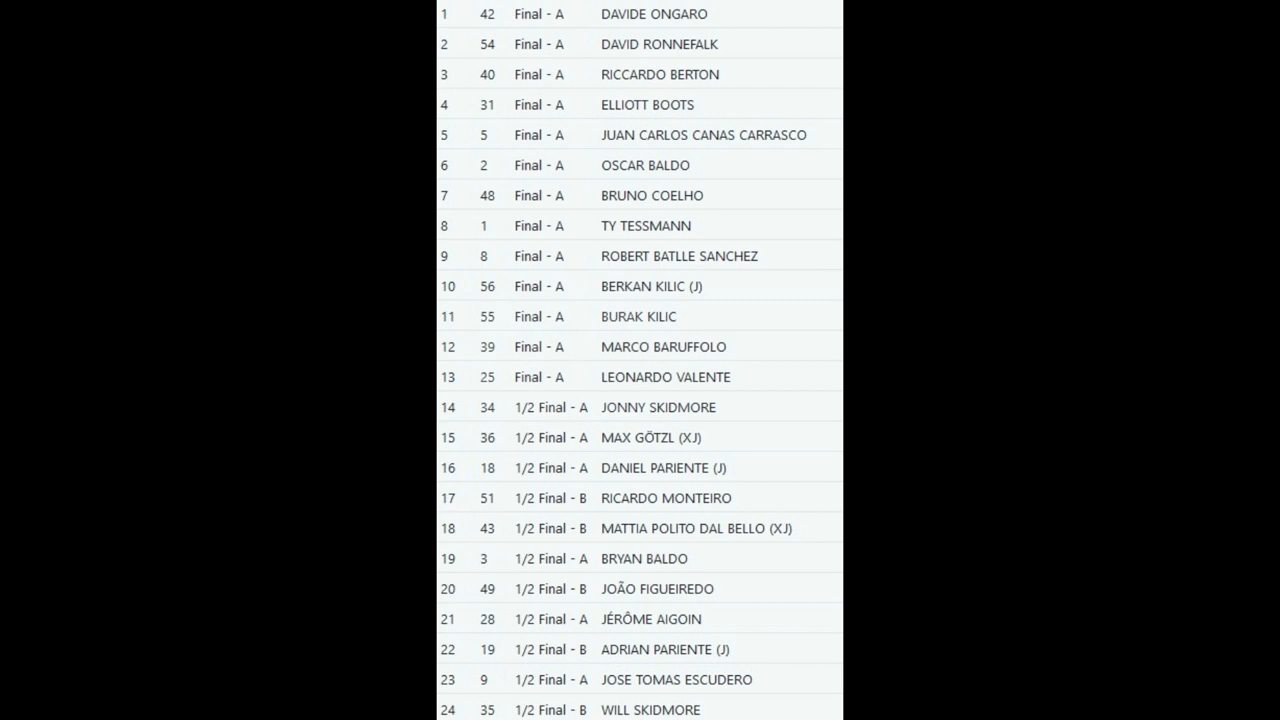 1 42 Final - A DAVIDE ONGARO
2 54 Final - A DAVID RONNEFALK
3 40 Final - A RICCARDO BERTON
4 31 Final - A ELLIOTT BOOTS
5 5 Final - A JUAN CARLOS CANAS CARRASCO
6 2 Final - A OSCAR BALDO
7 48 Final - A BRUNO COELHO
8 1 Final - A TY TESSMANN
9 8 Final - A ROBERT BATLLE SANCHEZ
10 56 Final - A BERKAN KILIC (J)
11 55 Final - A BURAK KILIC
12 39 Final - A MARCO BARUFFOLO
13 25 Final - A LEONARDO VALENTE
14 34 1/2 Final - A JONNY SKIDMORE
15 36 1/2 Final - A MAX GÖTZL (XJ)
16 18 1/2 Final - A DANIEL PARIENTE (J)
17 51 1/2 Final - B RICARDO MONTEIRO
18 43 1/2 Final - B MATTIA POLITO DAL BELLO (XJ)
19 3 1/2 Final - A BRYAN BALDO
20 49 1/2 Final - B JOÃO FIGUEIREDO
21 28 1/2 Final - A JÉRÔME AIGOIN
22 19 1/2 Final - B ADRIAN PARIENTE (J)
23 9 1/2 Final - A JOSE TOMAS ESCUDERO
24 35 1/2 Final - B WILL SKIDMORE